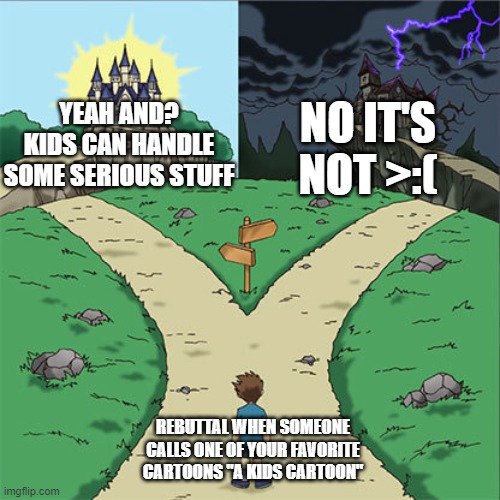 YEAH AND?
KIDS CAN HANDLE
SOME SERIOUS STUFF
NO IT'S
NOT >:(
REBUTTAL WHEN SOMEONE
CALLS ONE OF YOUR FAVORITE
CARTOONS "A KIDS CARTOON"
imgflip.com